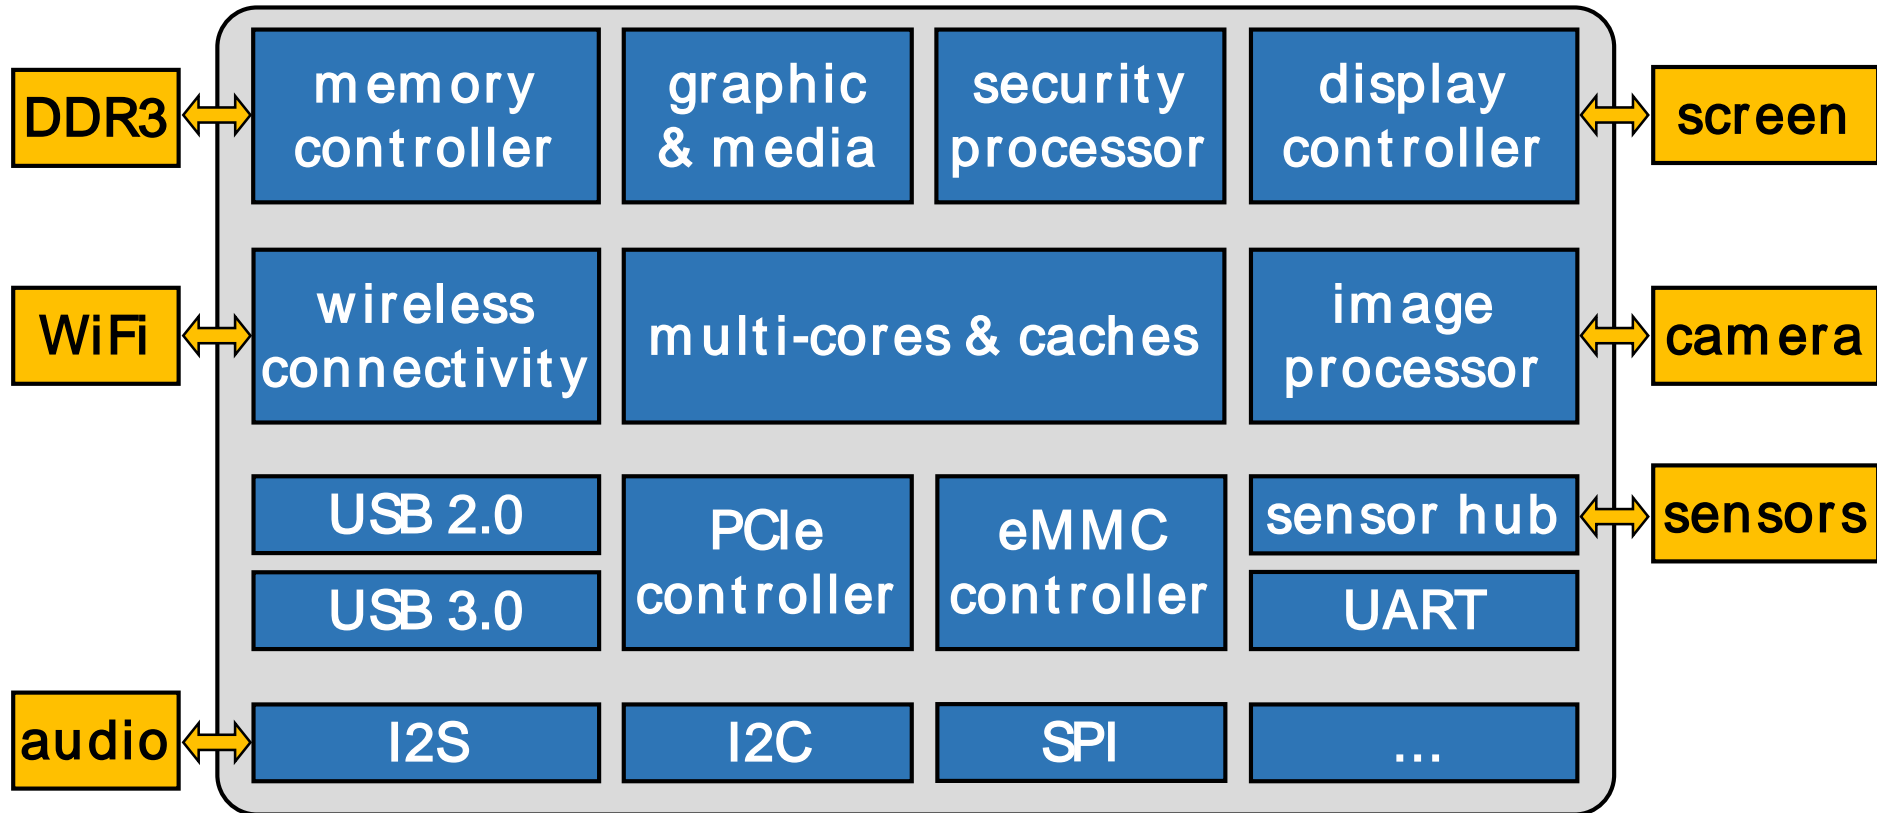 DDR3
memory
controller
graphic
& media
security
processor
display
controller
screen
WiFi
wireless
connectivity
multi-cores & caches
image
processor
camera
USB 2.0
USB 3.0
PCIe
controller
eMMC
controller
sensor hub
UART
sensors
audio
I2S
I2C
SPI
...